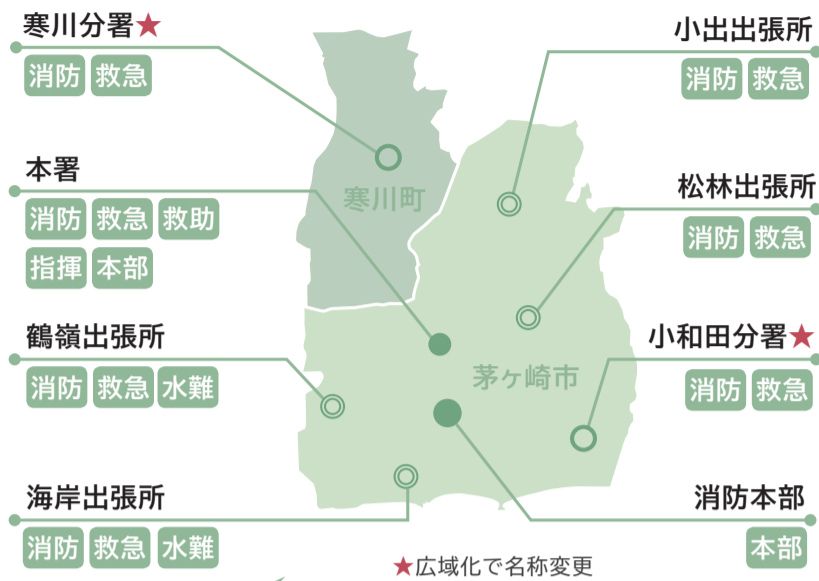 寒川分署★
消防 救急
本署
消防 救急 救助
指揮 本部
鶴嶺出張所
消防 救急 水難
海岸出張所
消防 救急 水難
寒川町
茅ヶ崎市
小出出張所
消防 救急
松林出張所
消防 救急
小和田分署★
消防 救急
消防本部
本部
★広域化で名称変更